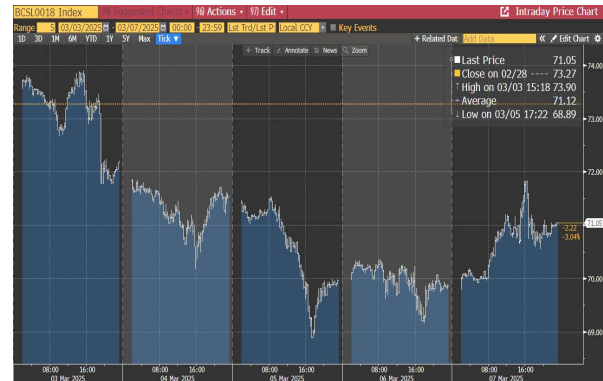 BCSL0018 Index 98) Suggested Charts 96) Actions 97) Edit Intraday Price Chart
Range 5 03/03/2025 - 03/07/2025 00:00 - 23:59 Lst Trd/Lst P Local CCY Key Events
1D 3D 1M 6M YTD 1Y 5Y Max Tick ▼ + Related Dat Add Data « Edit Chart
+ Track Annotate News Zoom
Last Price 71.05
Close on 02/28 ---- 73.27
High on 03/03 15:18 73.90
Average 71.12
Low on 03/05 17:22 68.89
74.00
73.00
72.00
71.05
-2.22
-3.04%
70.00
69.00
08:00 16:00 08:00 16:00 08:00 16:00 08:00 16:00 08:00 16:00
03 Mar 2025 04 Mar 2025 05 Mar 2025 06 Mar 2025 07 Mar 2025